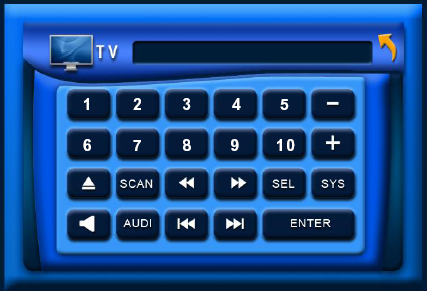 TV
1 2 3 4 5 −
6 7 8 9 10 +
SCAN SEL SYS
AUDI ENTER